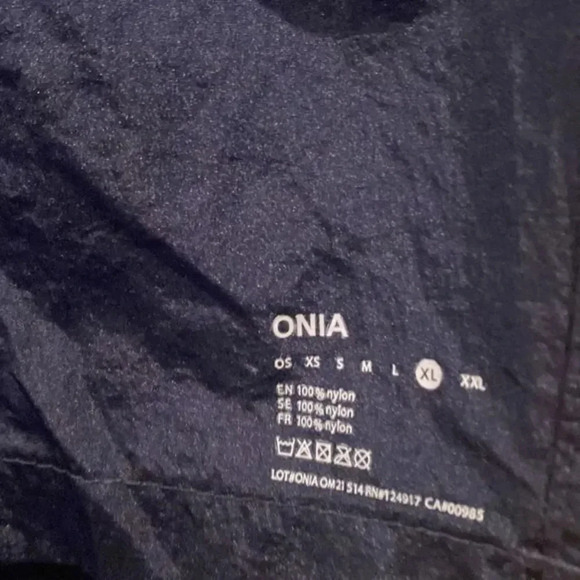 ONIA
OS XS S M L XL XXL
EN 100% nylon
SE 100% nylon
FR 100% nylon
LOT#ONIA OM21 514 RN#124917 CA#00985